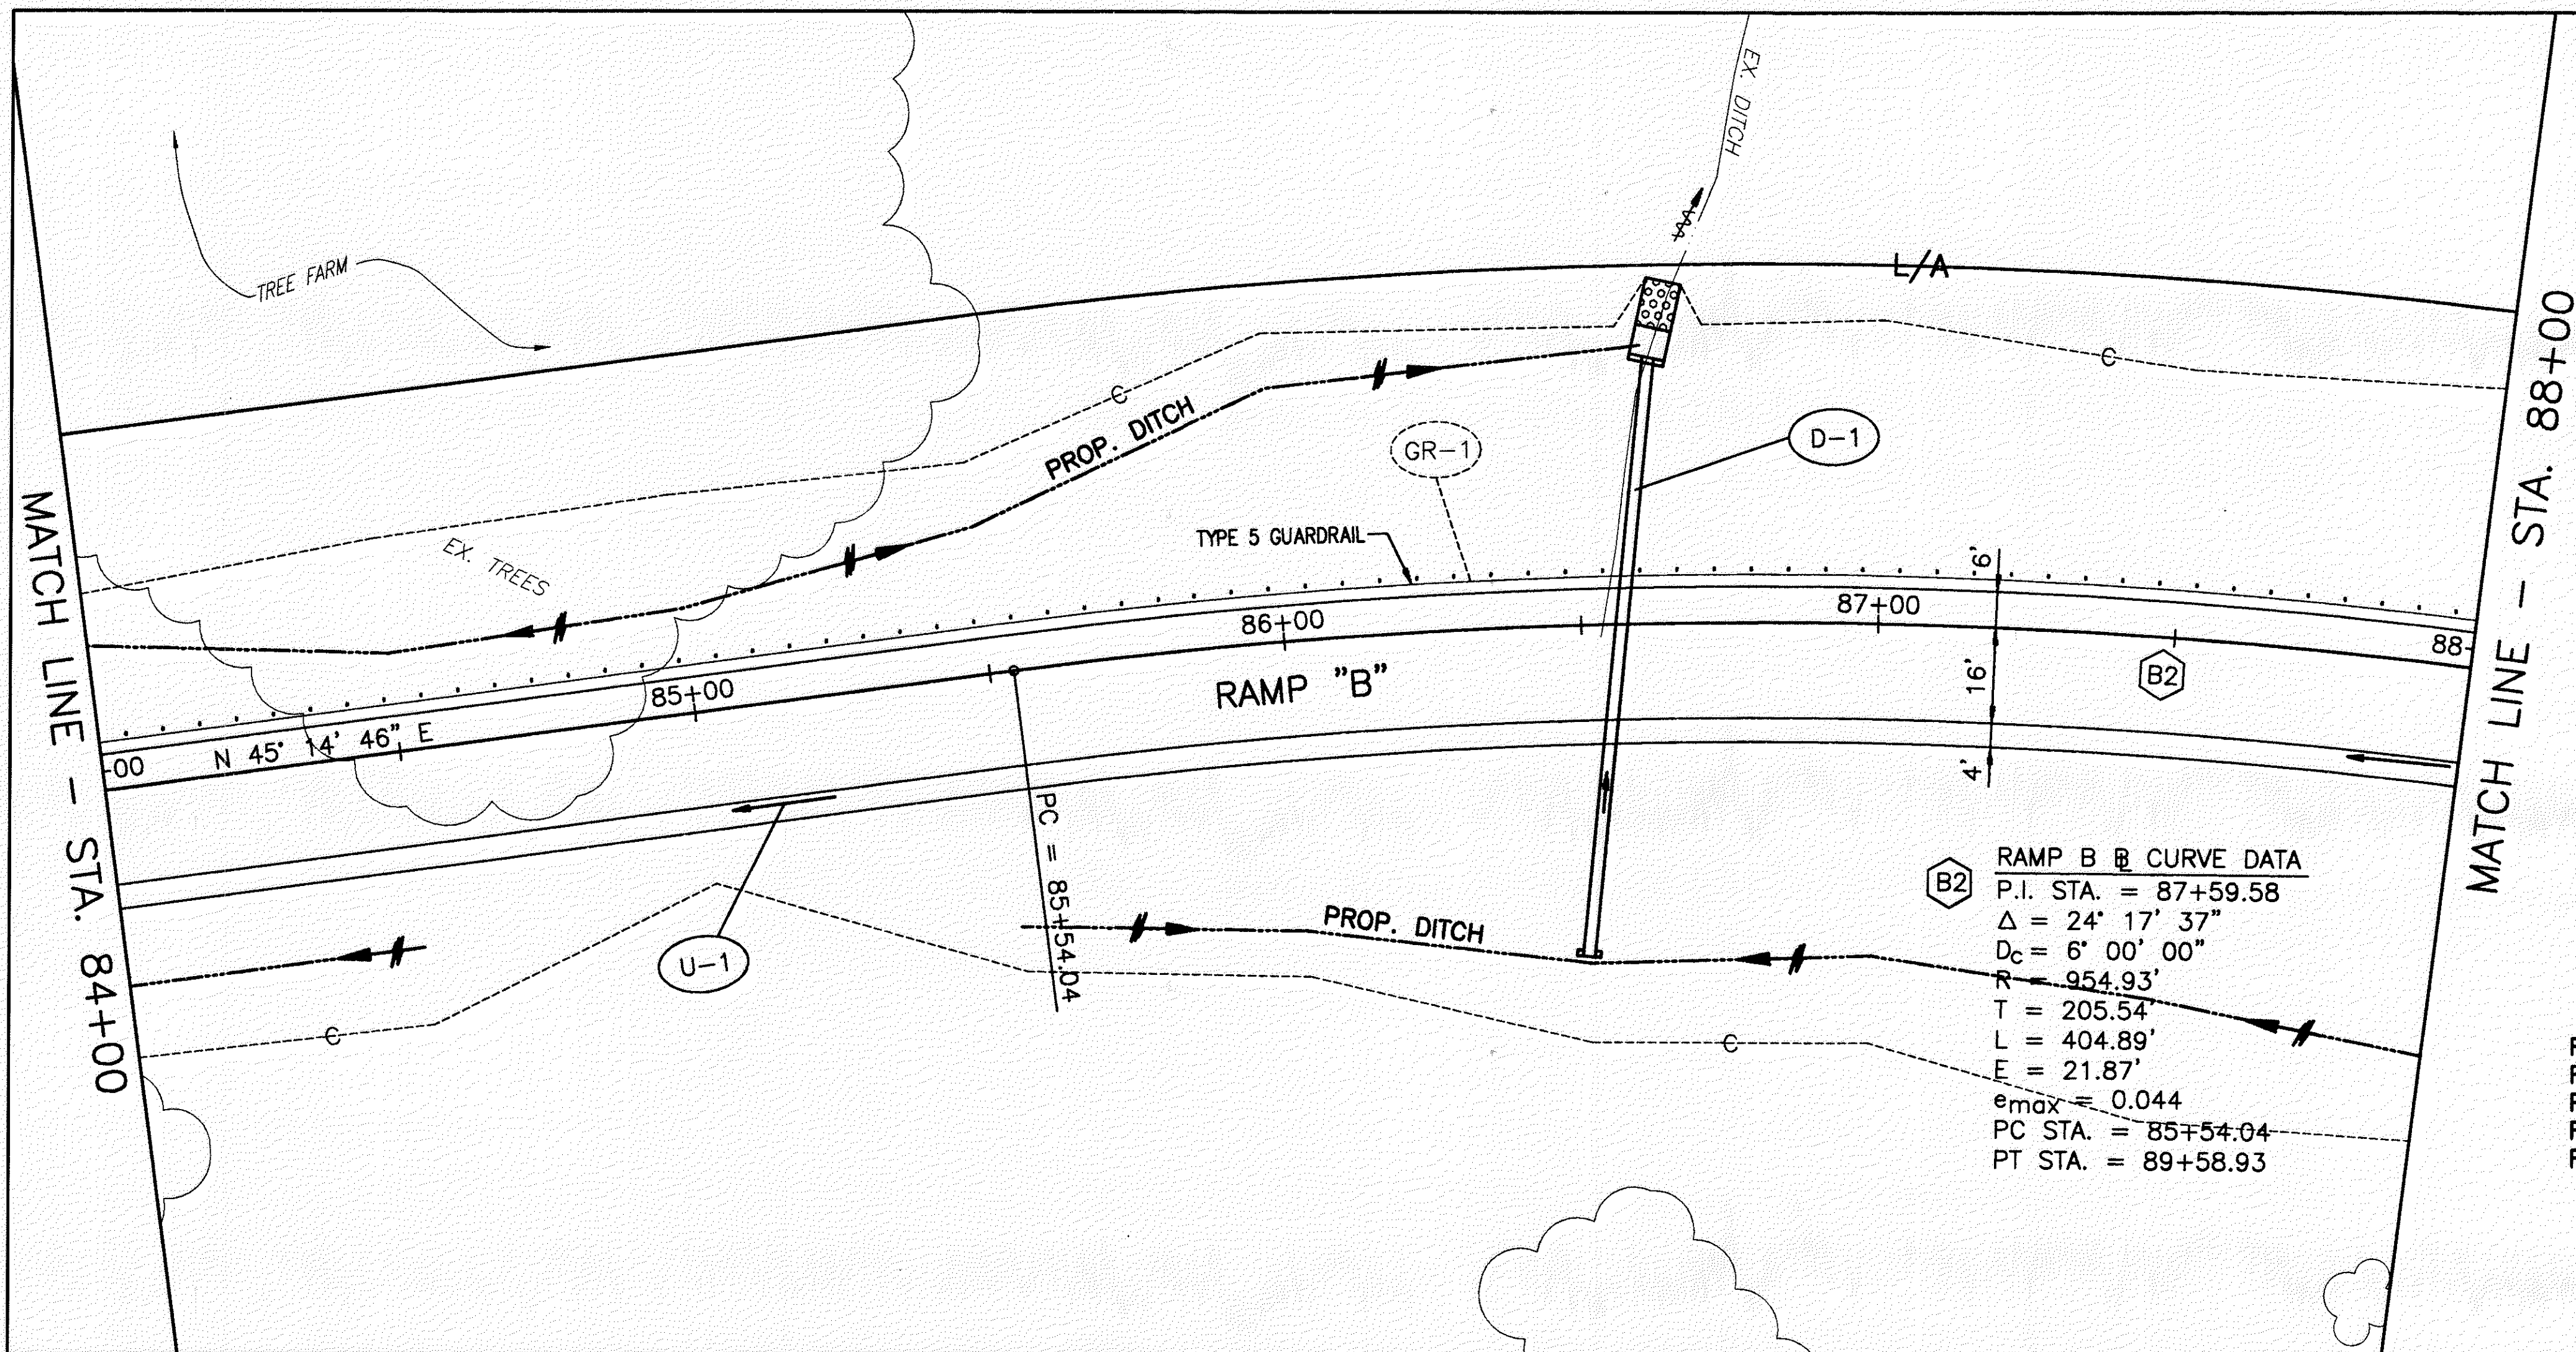 EX. DITCH
L/A
TREE FARM
MATCH LINE - STA. 88+00
C
C
PROP. DITCH
GR-1
D-1
TYPE 5 GUARDRAIL
EX. TREES
MATCH LINE - STA. 84+00
6'
87+00
86+00
85+00
88-
RAMP "B"
B2
16'
N 45° 14' 46" E
-00
4'
PC = 85+54.04
U-1
PROP. DITCH
C
C
B2
RAMP B ℄ CURVE DATA
P.I. STA. = 87+59.58
Δ = 24° 17' 37"
Dc = 6° 00' 00"
R = 954.93'
T = 205.54'
L = 404.89'
E = 21.87'
emax = 0.044
PC STA. = 85+54.04
PT STA. = 89+58.93